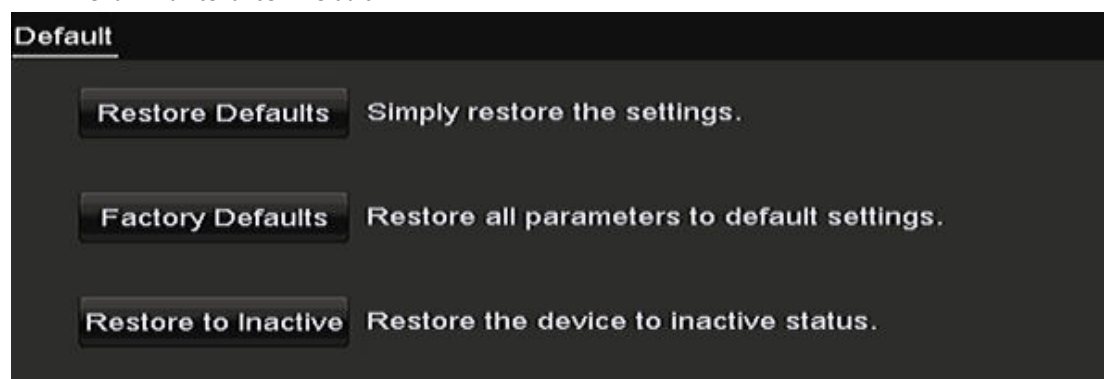 Default
Restore Defaults Simply restore the settings.
Factory Defaults Restore all parameters to default settings.
Restore to Inactive Restore the device to inactive status.